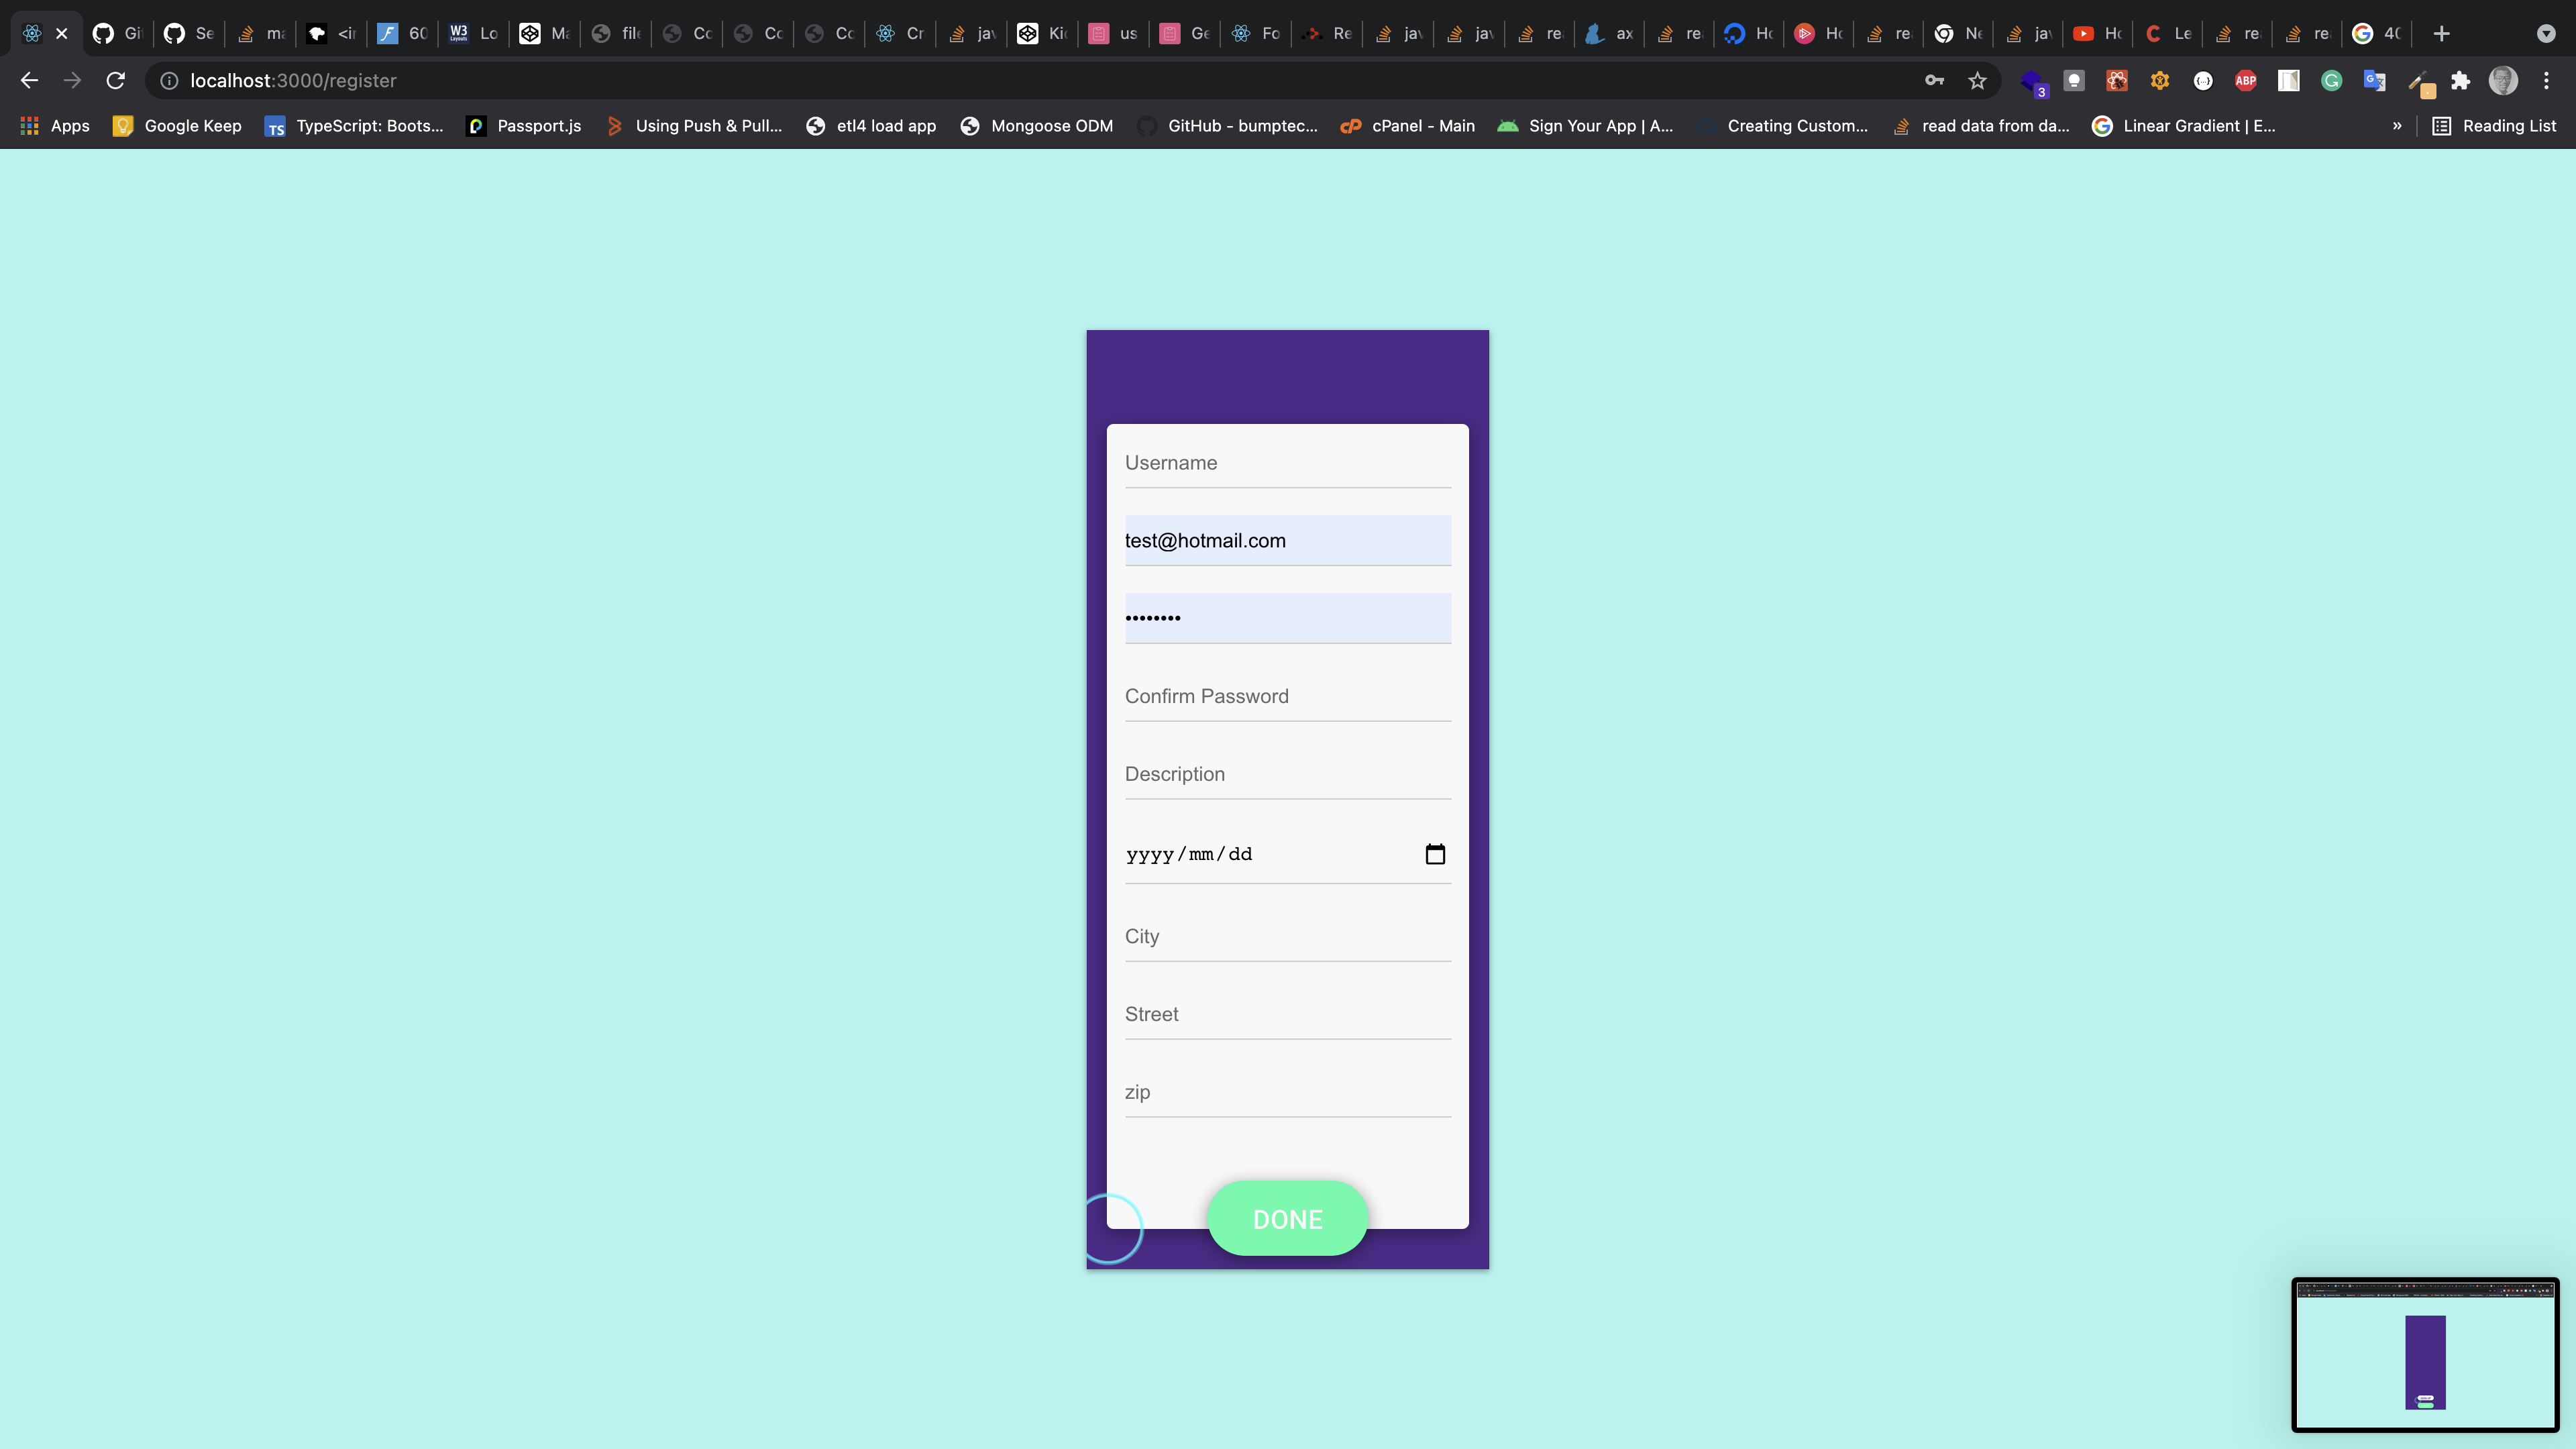 Gi Se ma <ir 60 Lo Ma file Co Co Co Cr jav Kic us Ge Fo Re jav jav re ax re Ho Ho re Ne jav Ho Le re re 40
localhost:3000/register
3
ABP
Apps Google Keep TypeScript: Boots... Passport.js Using Push & Pull... etl4 load app Mongoose ODM GitHub - bumptec... cPanel - Main Sign Your App | A... Creating Custom... read data from da... Linear Gradient | E... » Reading List
Username
test@hotmail.com
••••••••
Confirm Password
Description
yyyy/mm/dd
City
Street
zip
DONE